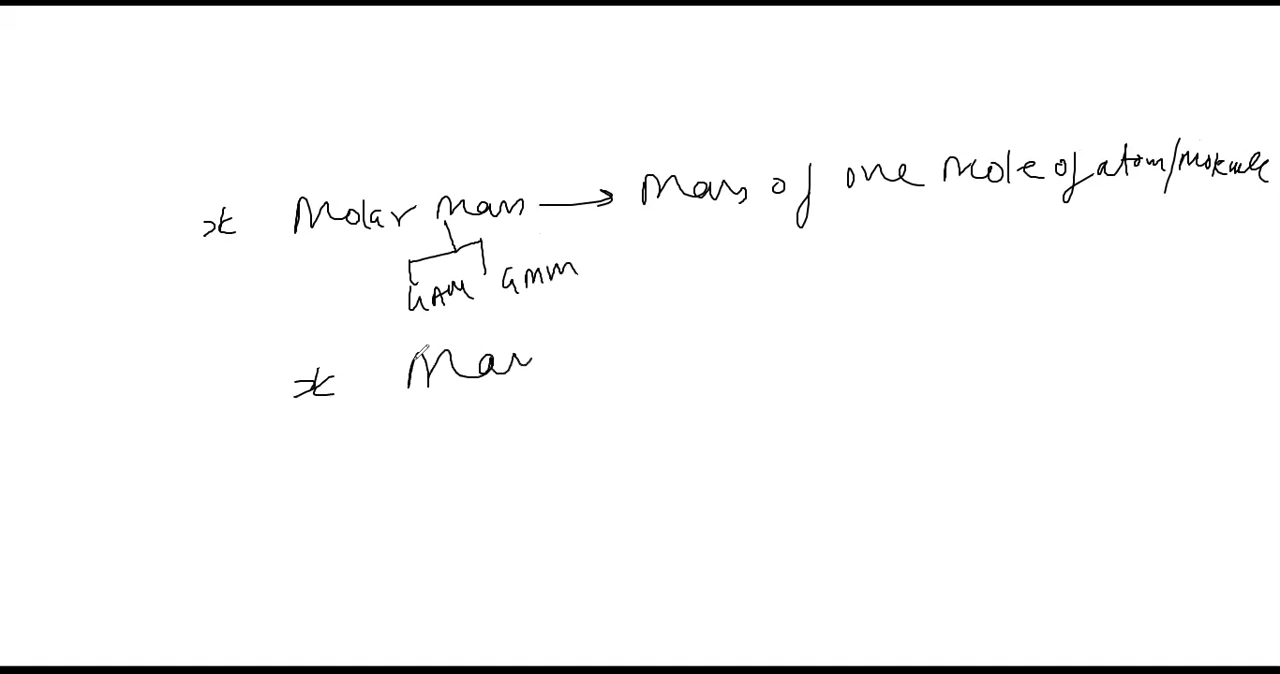 * Molar Mass → Mass of one mole of atom/molecule
GAM GMM
* Mas